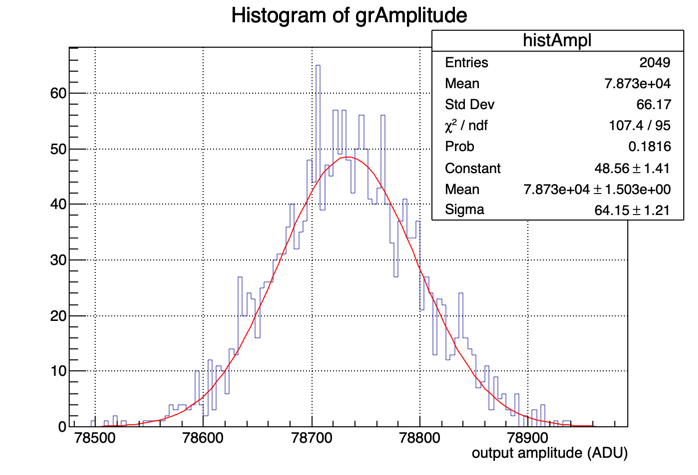 Histogram of grAmplitude
histAmpl
Entries 2049
Mean 7.873e+04
Std Dev 66.17
χ² / ndf 107.4 / 95
Prob 0.1816
Constant 48.56 ± 1.41
Mean 7.873e+04 ± 1.503e+00
Sigma 64.15 ± 1.21
60
50
40
30
20
10
0
78500 78600 78700 78800 78900
output amplitude (ADU)